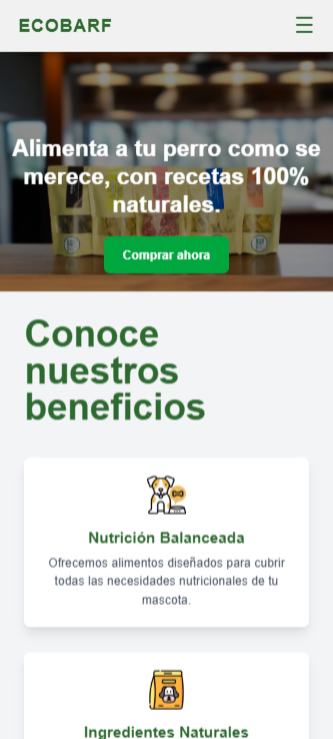 ECOBARF
Alimenta a tu perro como se
merece, con recetas 100%
naturales.
Comprar ahora
Conoce
nuestros
beneficios
Nutrición Balanceada
Ofrecemos alimentos diseñados para cubrir
todas las necesidades nutricionales de tu
mascota.
Ingredientes Naturales